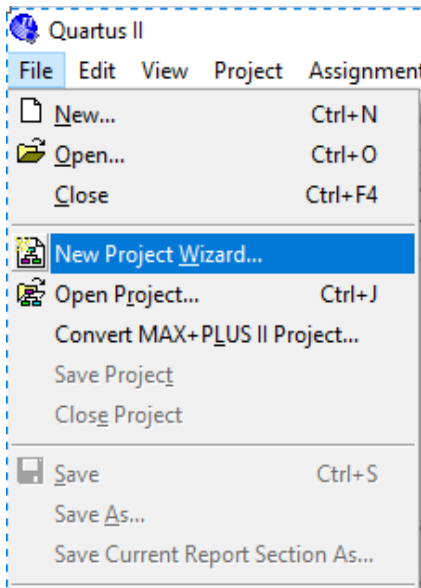 Quartus II
File Edit View Project Assignment
New... Ctrl+N
Open... Ctrl+O
Close Ctrl+F4
New Project Wizard...
Open Project... Ctrl+J
Convert MAX+PLUS II Project...
Save Project
Close Project
Save Ctrl+S
Save As...
Save Current Report Section As...